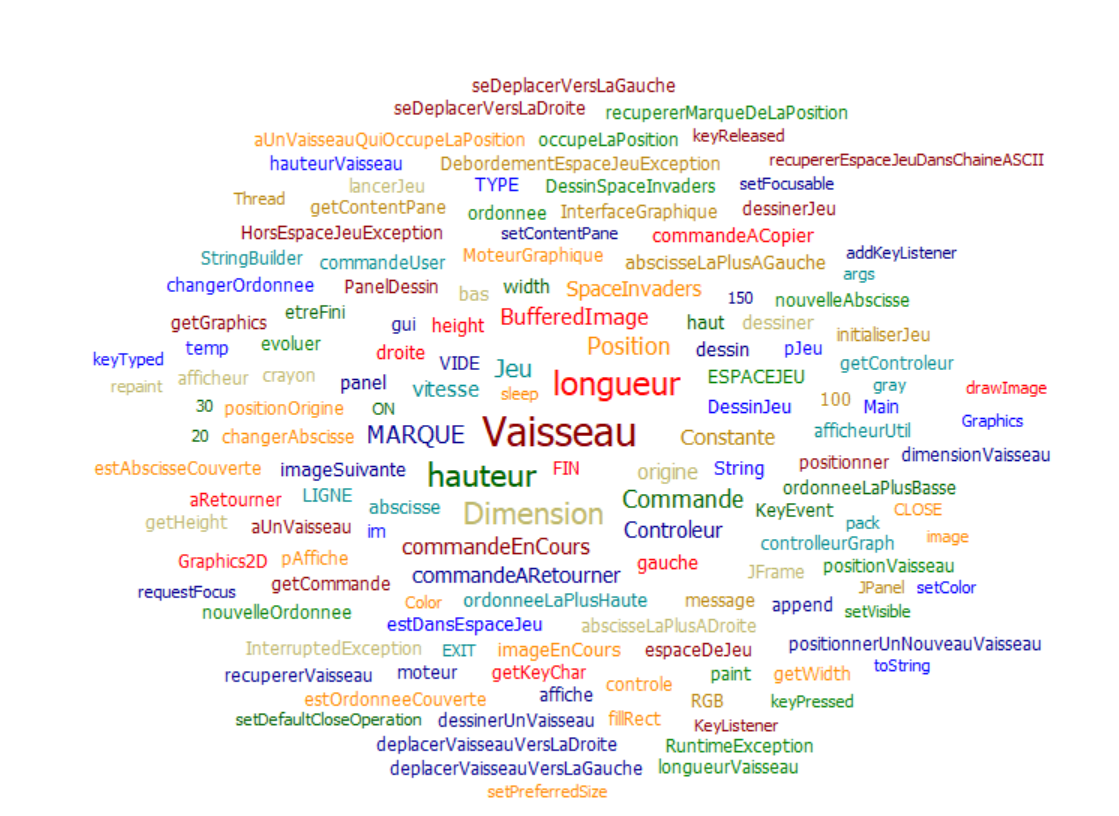 seDeplacerVersLaGauche
seDeplacerVersLaDroite recupererMarqueDeLaPosition
aUnVaisseauQuiOccupeLaPosition occupeLaPosition keyReleased
hauteurVaisseau DebordementEspaceJeuException recupererEspaceJeuDansChaineASCII
lancerJeu TYPE DessinSpaceInvaders setFocusable
Thread getContentPane ordonnee InterfaceGraphique dessinerJeu
HorsEspaceJeuException setContentPane commandeACopier
StringBuilder commandeUser MoteurGraphique abscisseLaPlusAGauche addKeyListener
args
changerOrdonnee PanelDessin bas width SpaceInvaders 150 nouvelleAbscisse
getGraphics etreFini gui height BufferedImage haut dessiner initialiserJeu
keyTyped temp evoluer droite VIDE Jeu Position dessin pJeu getControleur
repaint afficheur crayon panel vitesse sleep longueur ESPACEJEU gray drawImage
30 positionOrigine ON DessinJeu 100 Main Graphics
20 changerAbscisse MARQUE Vaisseau Constante afficheurUtil
estAbscisseCouverte imageSuivante hauteur FIN origine String positionner dimensionVaisseau
aRetourner LIGNE abscisse Dimension Commande ordonneeLaPlusBasse
getHeight aUnVaisseau im Controleur KeyEvent pack CLOSE
Graphics2D pAffiche commandeEnCours gauche controlleurGraph image
requestFocus getCommande commandeARetourner JFrame positionVaisseau
JPanel setColor
nouvelleOrdonnee Color ordonneeLaPlusHaute message append setVisible
estDansEspaceJeu abscisseLaPlusADroite
InterruptedException EXIT imageEnCours espaceDeJeu positionnerUnNouveauVaisseau
recupererVaisseau moteur getKeyChar controle paint getWidth toString
estOrdonneeCouverte affiche RGB keyPressed
setDefaultCloseOperation dessinerUnVaisseau fillRect KeyListener
deplacerVaisseauVersLaDroite RuntimeException
deplacerVaisseauVersLaGauche longueurVaisseau
setPreferredSize